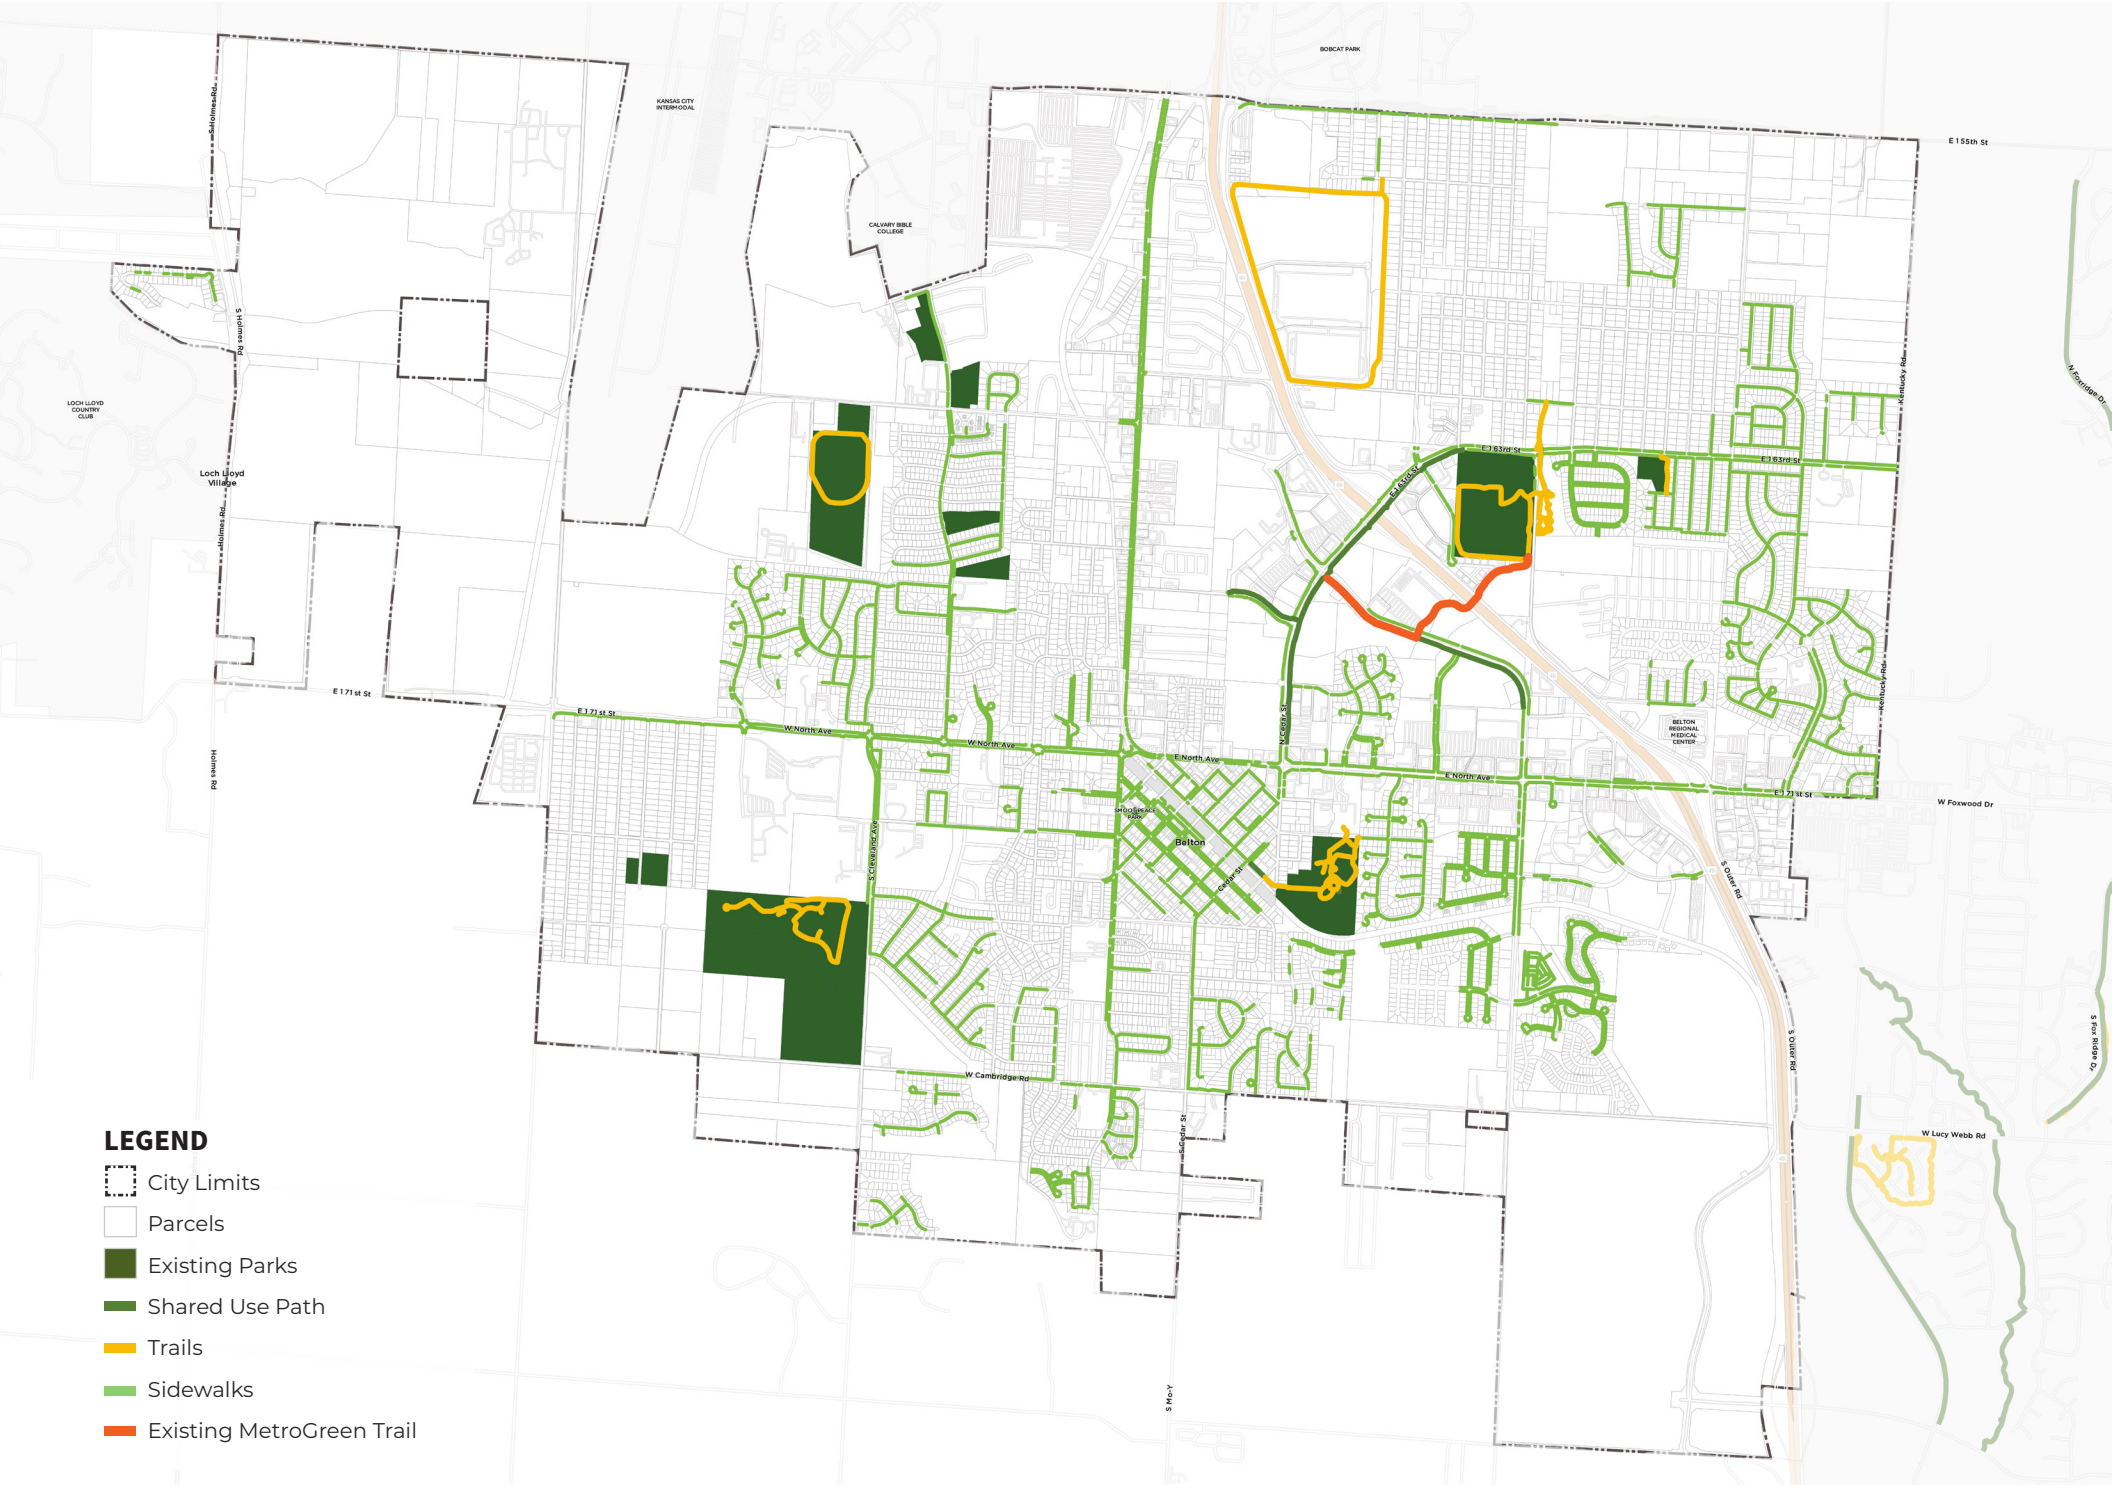 BOBCAT PARK
KANSAS CITY
INTERMODAL
S Holmes Rd
E 155th St
CALVARY BIBLE
COLLEGE
S Holmes Rd
N Foxridge Dr
Kentucky Rd
LOCH LLOYD
COUNTRY
CLUB
E 163rd St
E 163rd St
E 163rd St
Loch Lloyd
Village
Holmes Rd
Kentucky Rd
E 171st St
E 171st St
W North Ave
W North Ave
N Cedar St
E North Ave
E North Ave
BELTON
REGIONAL
MEDICAL
CENTER
Holmes Rd
E 171st St
W Foxwood Dr
PARK
Belton
S Cleveland Ave
Cedar St
S Outer Rd
S Outer Rd
S Fox Ridge Dr
W Cambridge Rd
S Cedar St
W Lucy Webb Rd
S Mo-Y
LEGEND
City Limits
Parcels
Existing Parks
Shared Use Path
Trails
Sidewalks
Existing MetroGreen Trail